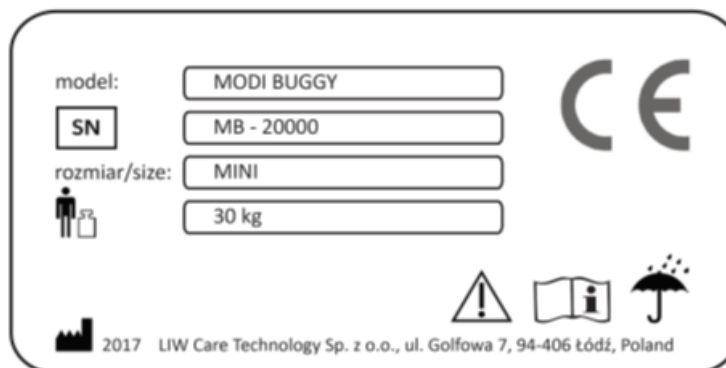 model: MODI BUGGY
CE
SN MB - 20000
rozmiar/size: MINI
30 kg
i
2017 LIW Care Technology Sp. z o.o., ul. Golfowa 7, 94-406 Łódź, Poland